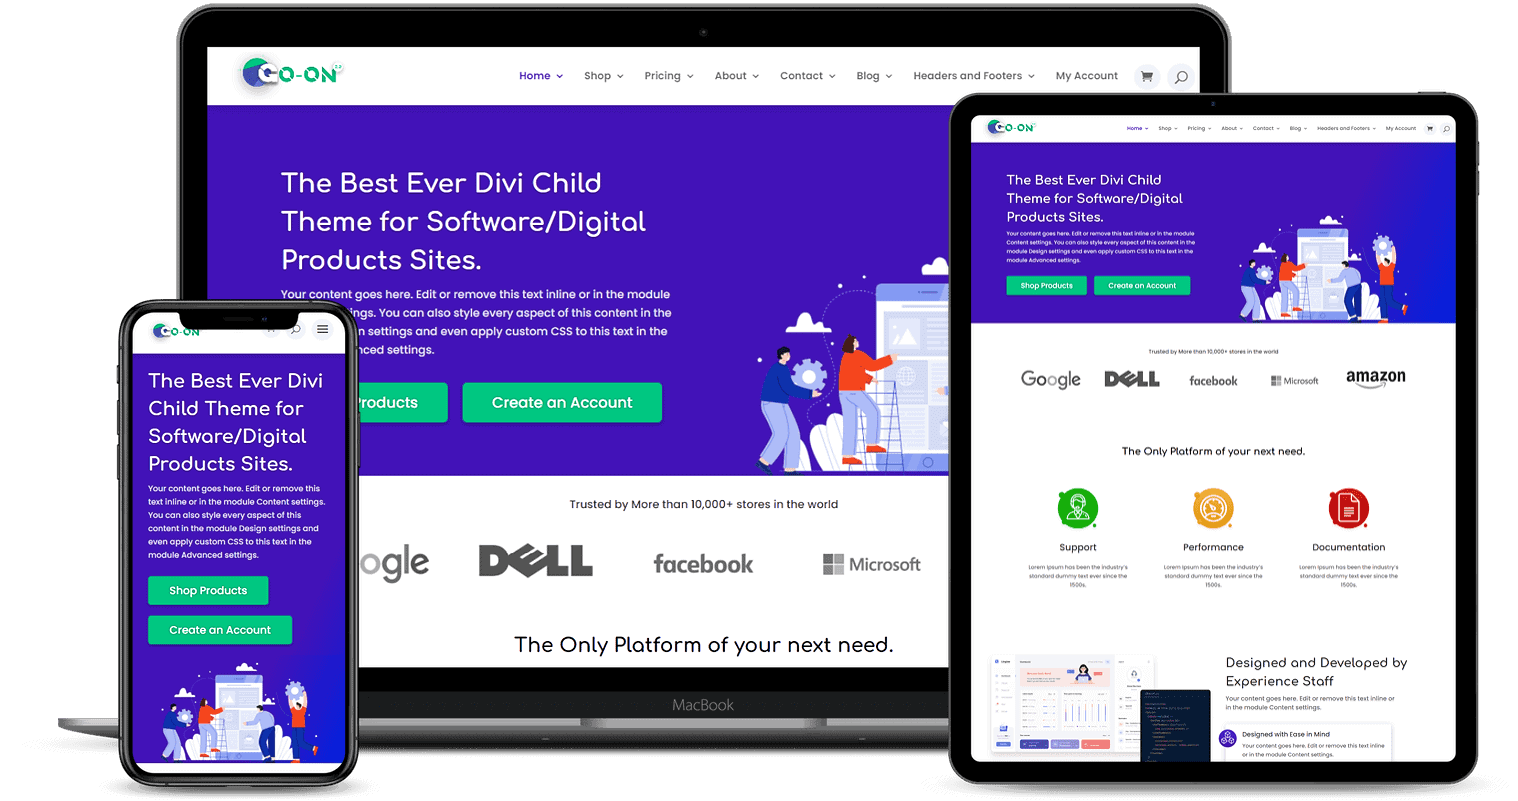 GO-ON 2.0
Home Shop Pricing About Contact Blog Headers and Footers My Account
The Best Ever Divi Child
Theme for Software/Digital
Products Sites.
Your content goes here. Edit or remove this text inline or in the module
ngs. You can also style every aspect of this content in the
n settings and even apply custom CSS to this text in the
nced settings.
Products
Create an Account
Trusted by More than 10,000+ stores in the world
ogle
DELL
facebook
Microsoft
The Only Platform of your next need.
MacBook
GO-ON
The Best Ever Divi
Child Theme for
Software/Digital
Products Sites.
Your content goes here. Edit or remove this
text inline or in the module Content settings.
You can also style every aspect of this
content in the module Design settings and
even apply custom CSS to this text in the
module Advanced settings.
Shop Products
Create an Account
GO-ON
Home Shop Pricing About Contact Blog Headers and Footers My Account
The Best Ever Divi Child
Theme for Software/Digital
Products Sites.
Your content goes here. Edit or remove this text inline or in the module
Content settings. You can also style every aspect of this content in the
module Design settings and even apply custom CSS to this text in the
module Advanced settings.
Shop Products
Create an Account
Trusted by More than 10,000+ stores in the world
Google
DELL
facebook
Microsoft
amazon
The Only Platform of your next need.
Support
Lorem Ipsum has been the industry's
standard dummy text ever since the
1500s.
Performance
Lorem Ipsum has been the industry's
standard dummy text ever since the
1500s.
Documentation
Lorem Ipsum has been the industry's
standard dummy text ever since the
1500s.
Designed and Developed by
Experience Staff
Your content goes here. Edit or remove this text inline or
in the module Content settings.
Designed with Ease in Mind
Your content goes here. Edit or remove this text inline
or in the module Content settings.